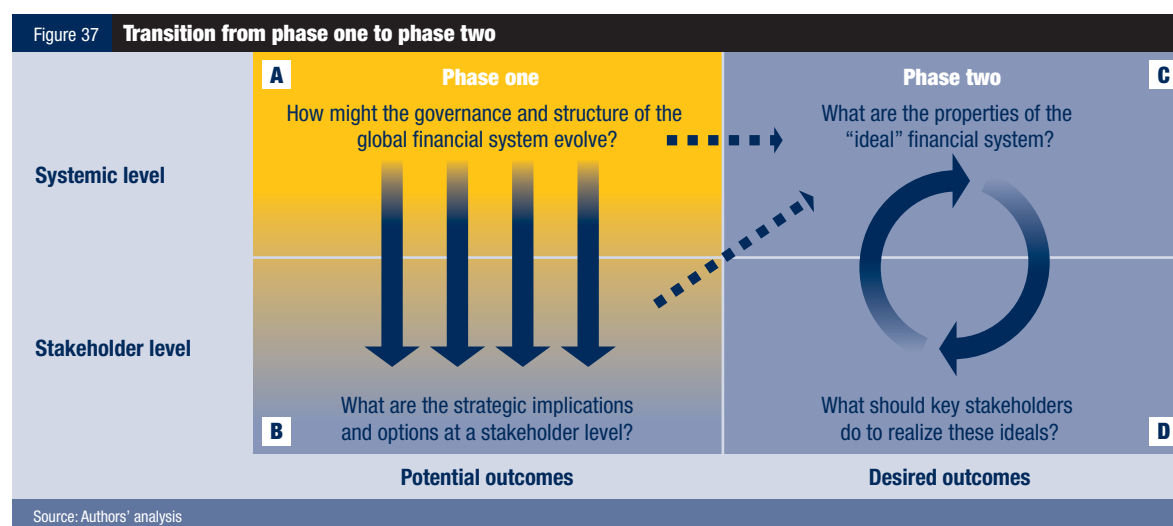 Figure 37 Transition from phase one to phase two
A Phase one
How might the governance and structure of the
global financial system evolve?
Phase two C
What are the properties of the
“ideal” financial system?
Systemic level
Stakeholder level
What are the strategic implications
B and options at a stakeholder level?
What should key stakeholders
do to realize these ideals? D
Potential outcomes
Desired outcomes
Source: Authors’ analysis